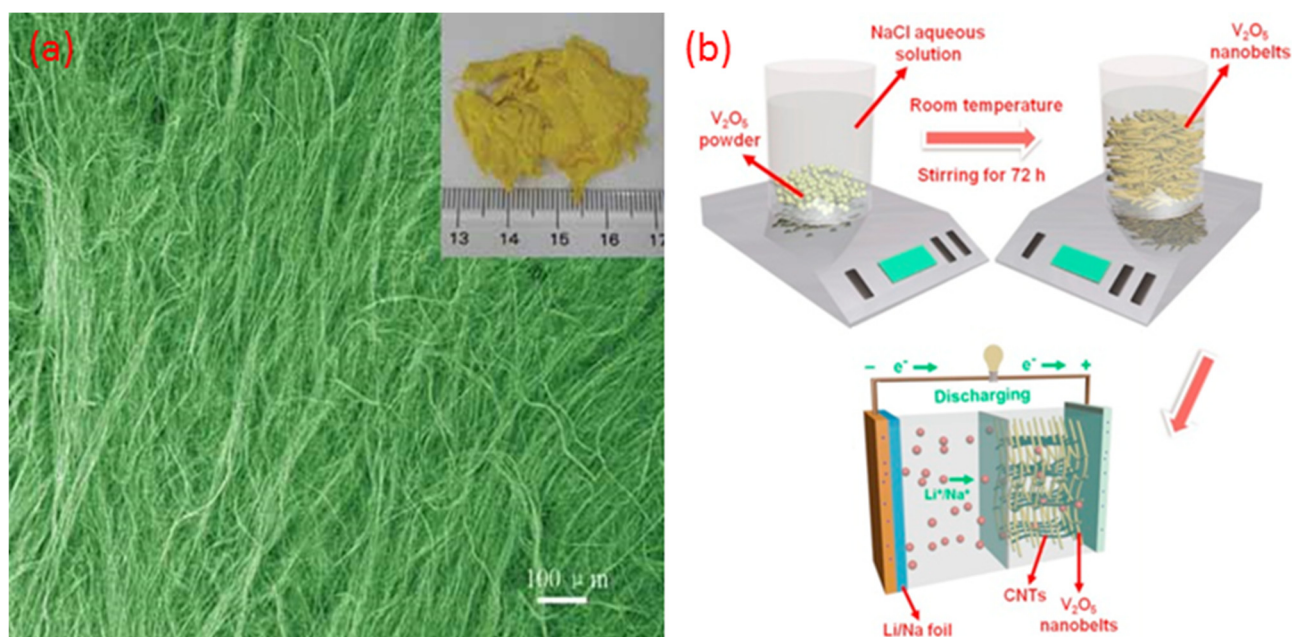 (a)
13 14 15 16 17
100 μm
(b)
NaCl aqueous
solution
V₂O₅
nanobelts
V₂O₅
powder
Room temperature
Stirring for 72 h
− e⁻ e⁻ +
Discharging
Li⁺/Na⁺
CNTs
V₂O₅
nanobelts
Li/Na foil